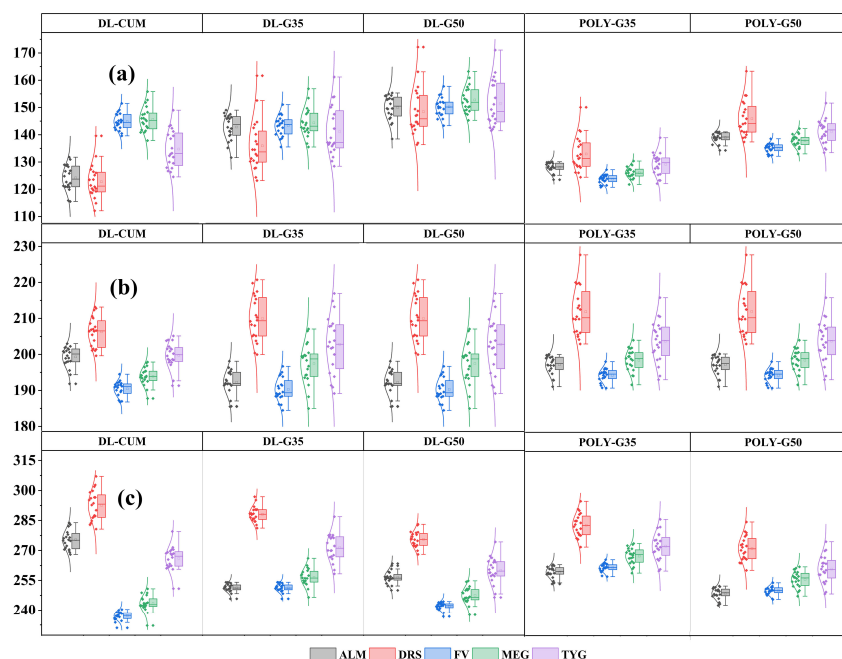 DL-CUM DL-G35 DL-G50 POLY-G35 POLY-G50
(a)
170
160
150
140
130
120
110
DL-CUM DL-G35 DL-G50 POLY-G35 POLY-G50
(b)
230
220
210
200
190
180
DL-CUM DL-G35 DL-G50 POLY-G35 POLY-G50
(c)
315
300
285
270
255
240
ALM DRS FV MEG TYG